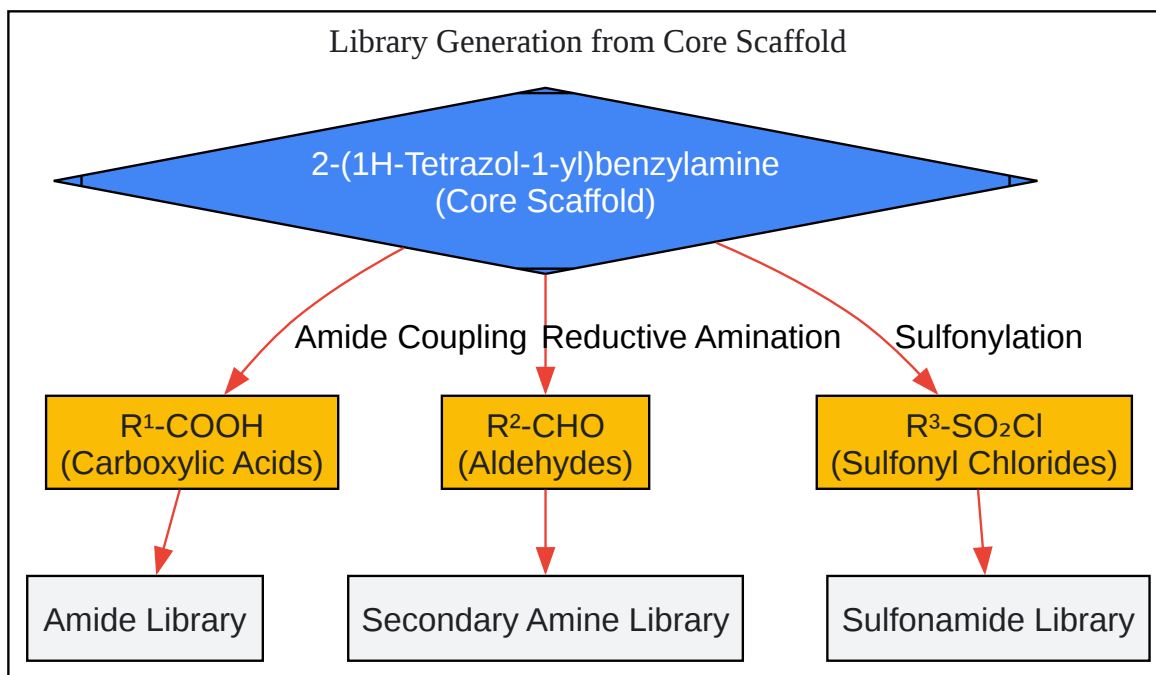 Library Generation from Core Scaffold
2-(1H-Tetrazol-1-yl)benzylamine
(Core Scaffold)
Amide Coupling
Reductive Amination
Sulfonylation
R¹-COOH
(Carboxylic Acids)
R²-CHO
(Aldehydes)
R³-SO₂Cl
(Sulfonyl Chlorides)
Amide Library
Secondary Amine Library
Sulfonamide Library